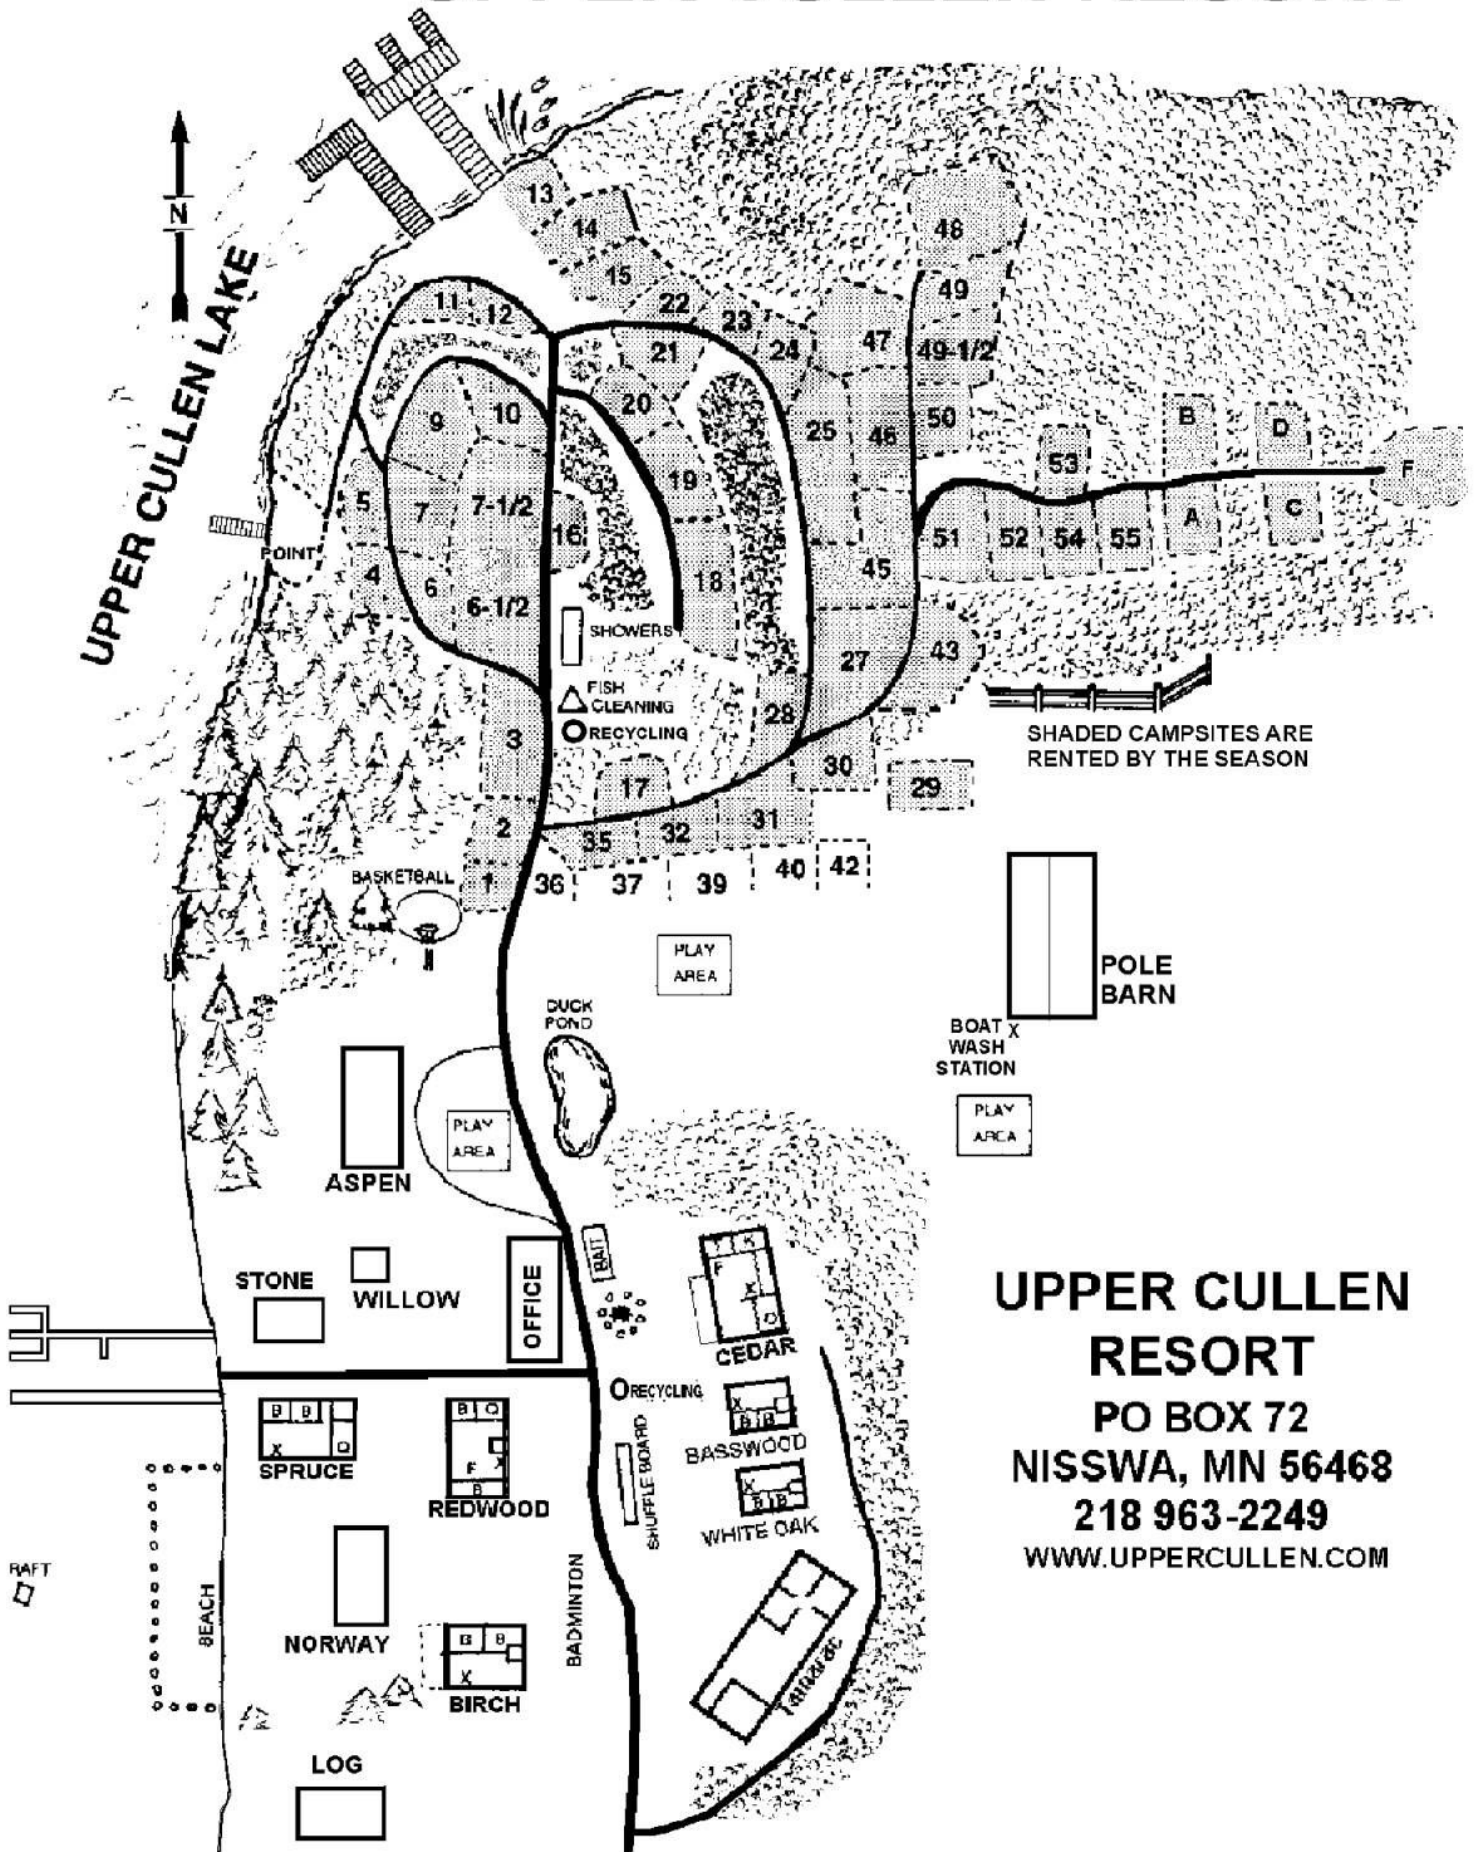 N
UPPER CULLEN LAKE
13
14
15
22
23
24
47
48
49
49-1/2
50
11
12
21
20
19
18
25
46
45
9
10
7
7-1/2
16
5
4
6
6-1/2
POINT
B
D
F
53
A
C
51
52
54
55
SHOWERS
FISH
CLEANING
RECYCLING
27
43
28
3
30
29
17
2
35
32
31
1
36
37
39
40
42
SHADED CAMPSITES ARE
RENTED BY THE SEASON
BASKETBALL
PLAY
AREA
POLE
BARN
BOAT X
WASH
STATION
DUCK
POND
PLAY
AREA
PLAY
AREA
ASPEN
STONE
WILLOW
OFFICE
BAIT
T K
F
X
Q
CEDAR
UPPER CULLEN
RESORT
PO BOX 72
NISSWA, MN 56468
218 963-2249
WWW.UPPERCULLEN.COM
RECYCLING
B B
X Q
SPRUCE
B Q
X
F
B
REDWOOD
SHUFFLE BOARD
X
B B
BASSWOOD
X
B B
WHITE OAK
RAFT
BEACH
NORWAY
BADMINTON
B B
X
BIRCH
Tamarac
LOG